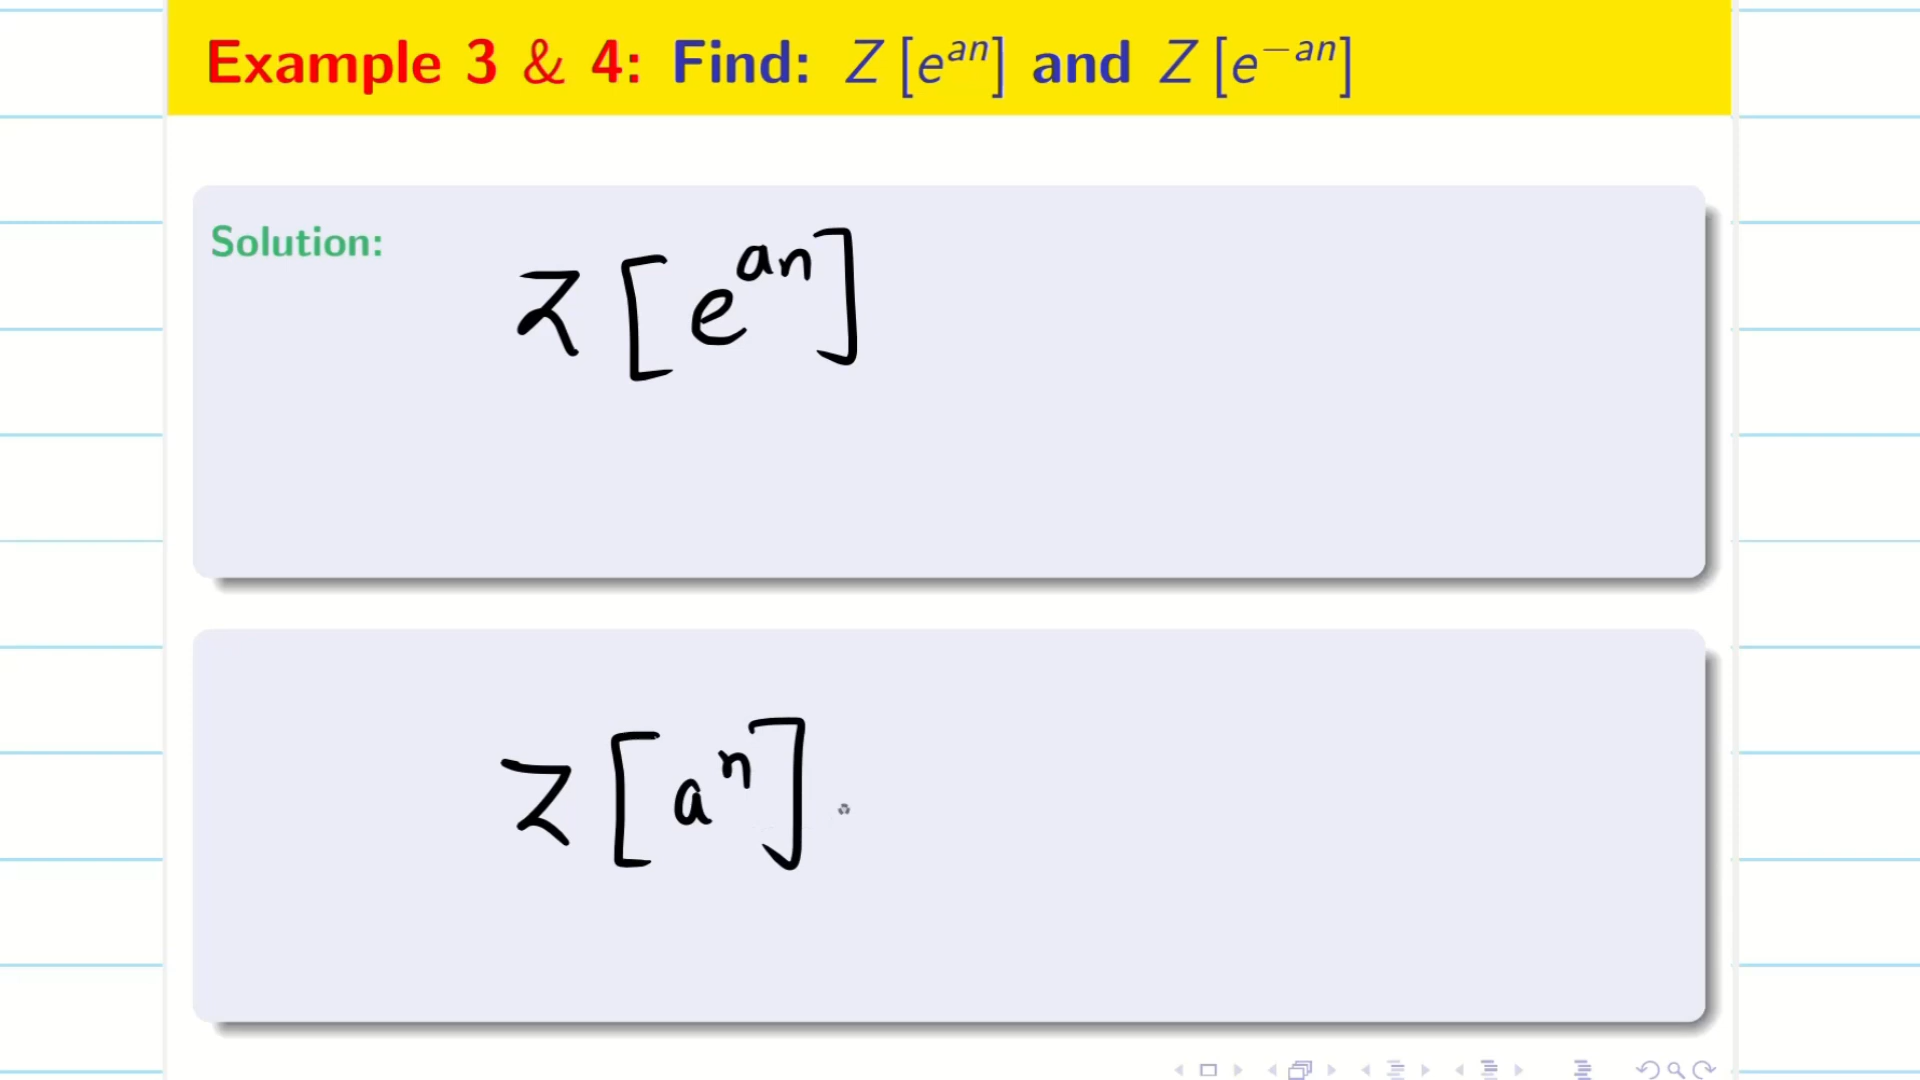 Example 3 & 4: Find: Z [e^{an}] and Z [e^{-an}]
Solution:
Z [e^{an}]
Z [a^n]